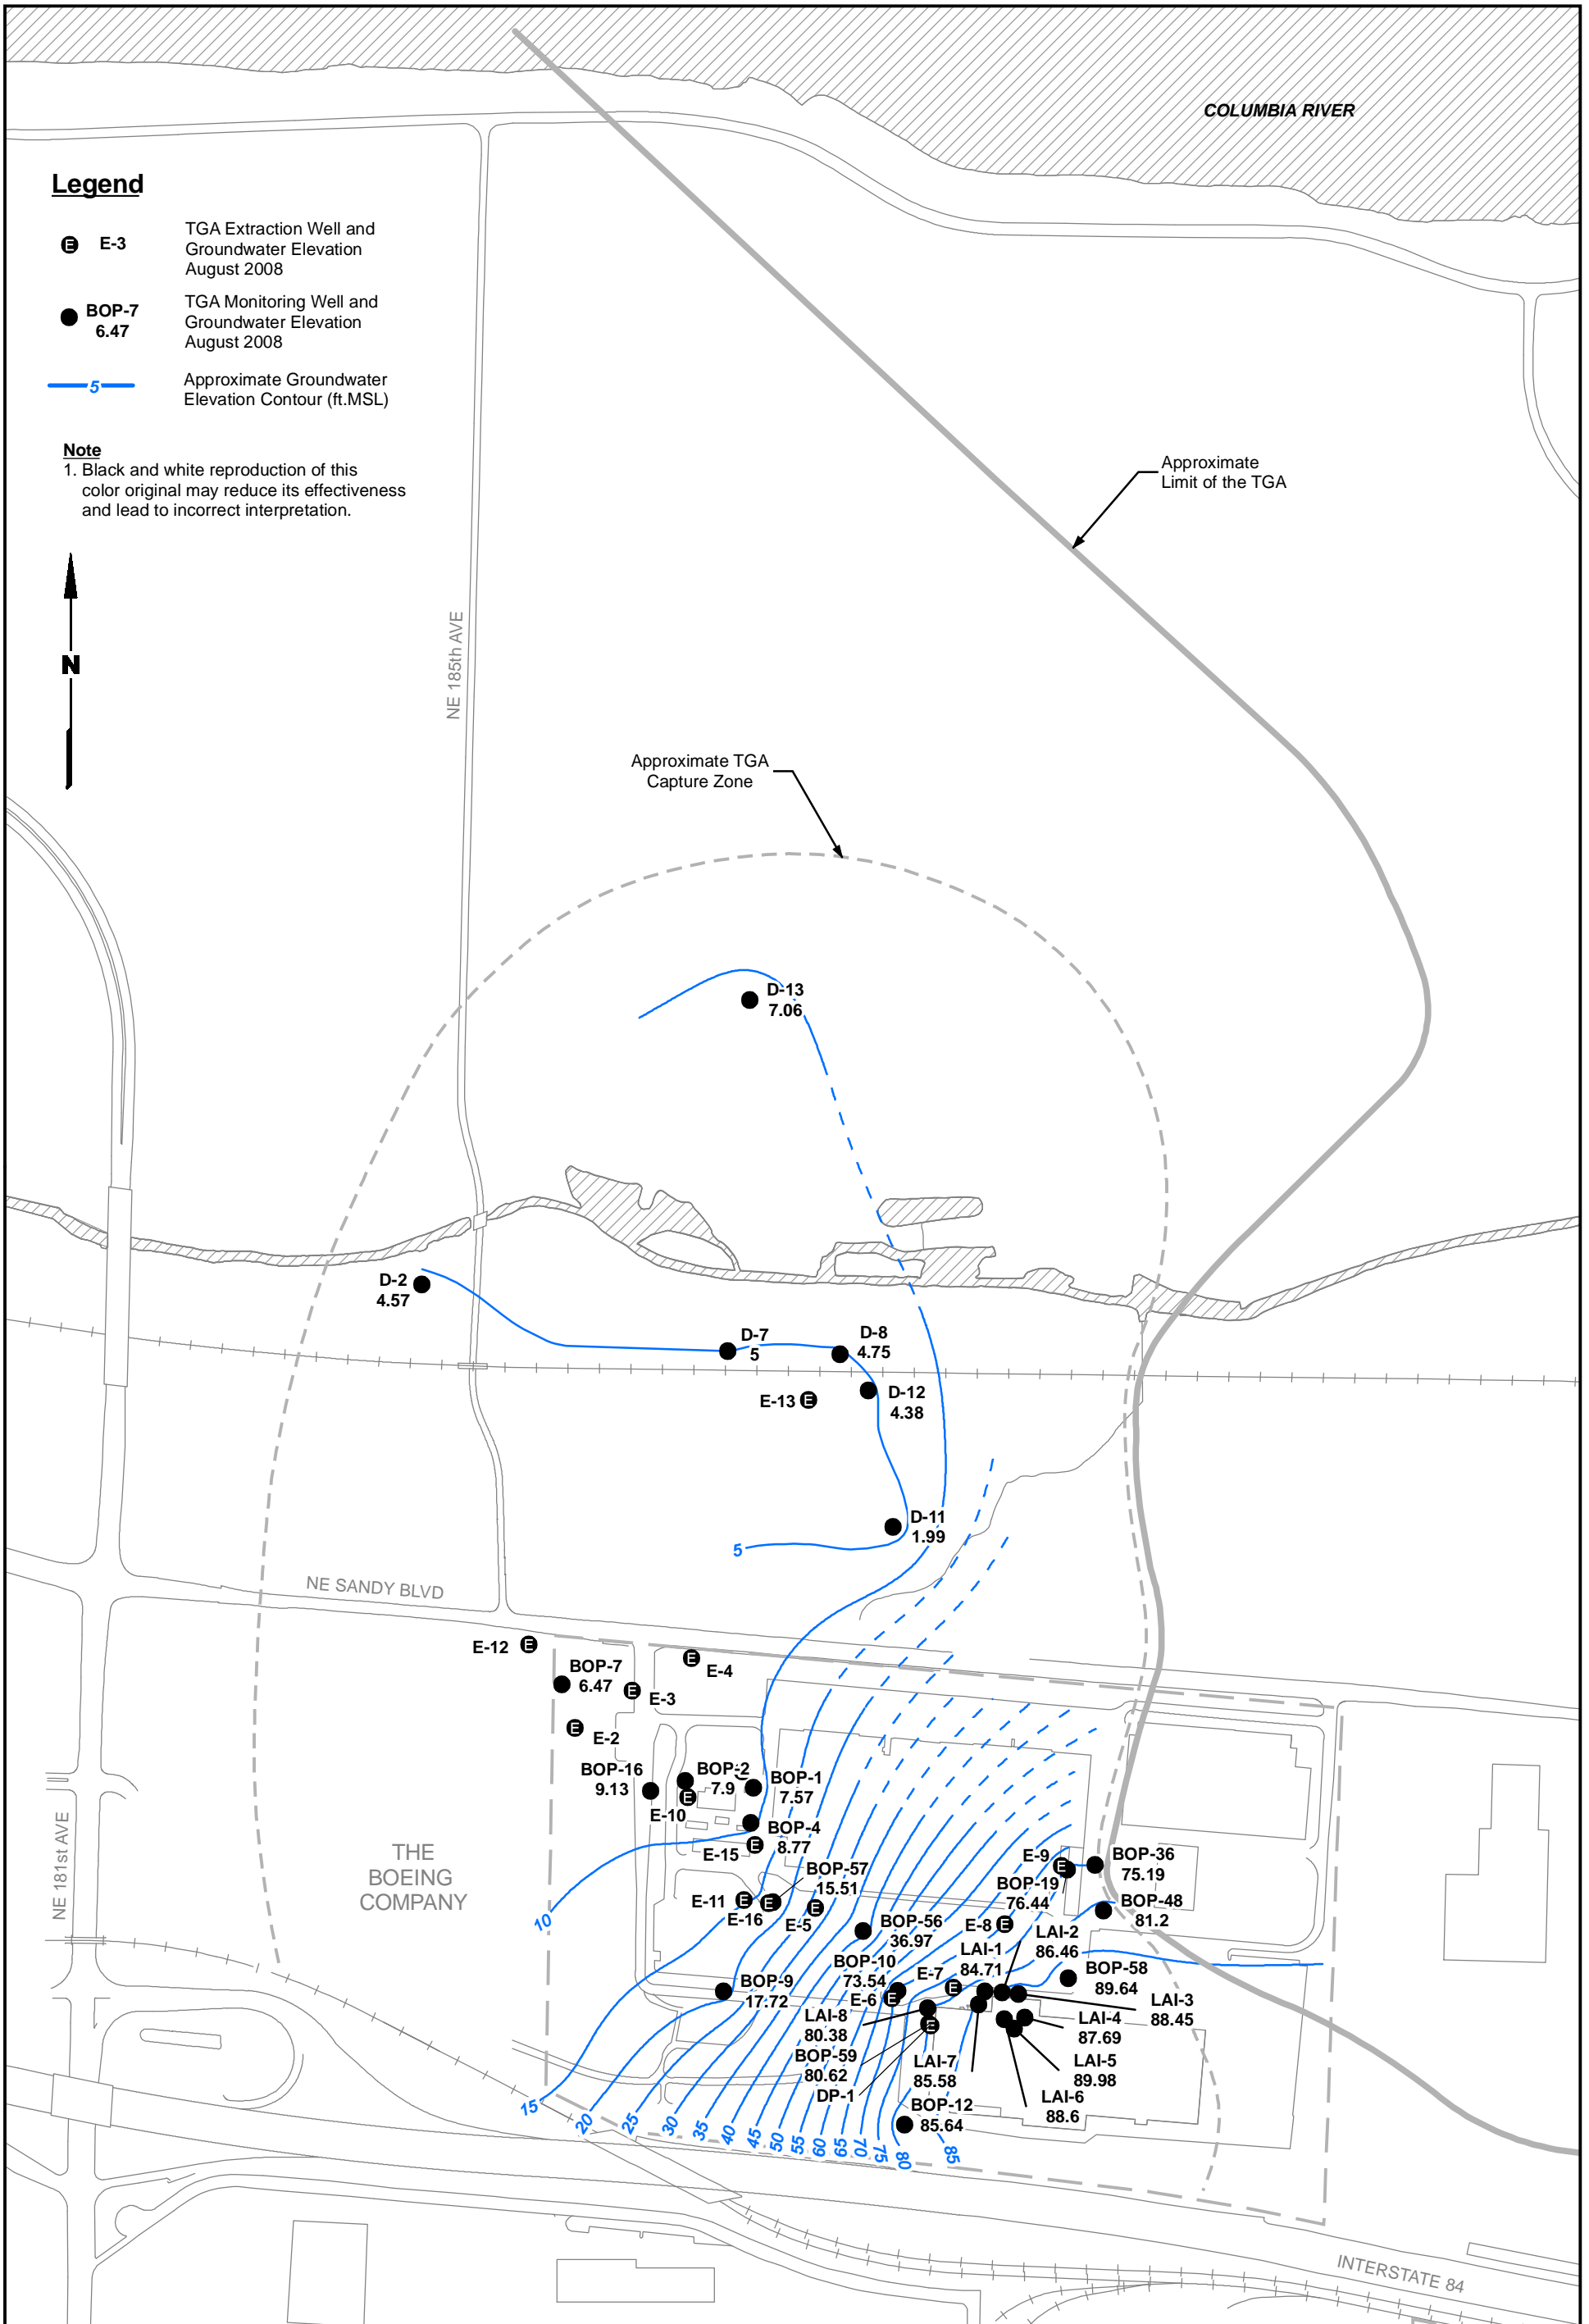 COLUMBIA RIVER
Legend
E E-3
TGA Extraction Well and
Groundwater Elevation
August 2008
BOP-7
6.47
TGA Monitoring Well and
Groundwater Elevation
August 2008
5
Approximate Groundwater
Elevation Contour (ft.MSL)
Note
1. Black and white reproduction of this
color original may reduce its effectiveness
and lead to incorrect interpretation.
N
NE 185th AVE
Approximate
Limit of the TGA
Approximate TGA
Capture Zone
D-13
7.06
D-2
4.57
D-7
5
D-8
4.75
E-13 E
D-12
4.38
D-11
1.99
5
NE SANDY BLVD
E-12 E
BOP-7
6.47
E E-3
E E-4
E E-2
BOP-16
9.13
BOP-2
7.9
E
E-10
BOP-1
7.57
BOP-4
8.77
E-15 E
BOP-57
15.51
E-11 E
E-16 E
E
E-5
THE
BOEING
COMPANY
NE 181st AVE
10
BOP-56
36.97
E-9 E
BOP-36
75.19
BOP-19
76.44
BOP-48
81.2
E-8 E
LAI-2
86.46
LAI-1
84.71
BOP-10
73.54
E-7 E
E-6 E
BOP-58
89.64
LAI-3
88.45
BOP-9
17.72
LAI-8
80.38
LAI-4
87.69
BOP-59
80.62
E
DP-1
LAI-7
85.58
LAI-5
89.98
LAI-6
88.6
BOP-12
85.64
15
20
25
30
35
40
45
50
55
60
65
70
75
80
85
INTERSTATE 84